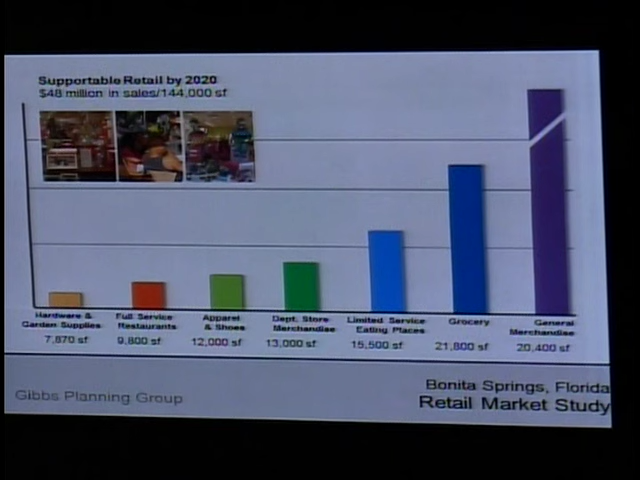 Supportable Retail by 2020
$48 million in sales/144,000 sf
Hardware &
Garden Supplies
7,870 sf
Full Service
Restaurants
9,800 sf
Apparel
& Shoes
12,000 sf
Dept. Store
Merchandise
13,000 sf
Limited Service
Eating Places
15,500 sf
Grocery
21,800 sf
General
Merchandise
20,400 sf
Gibbs Planning Group
Bonita Springs, Florida
Retail Market Study